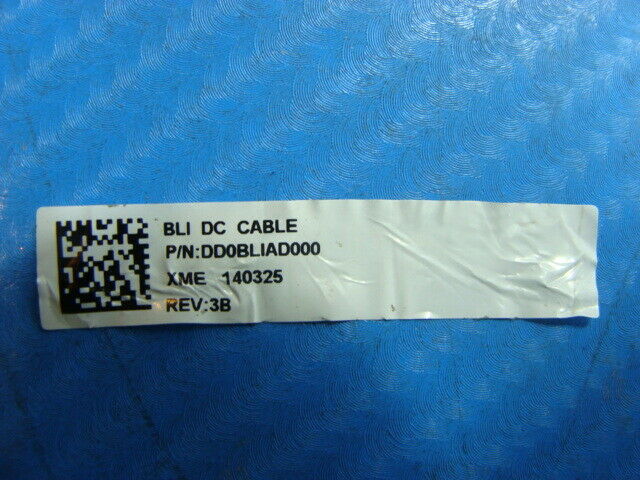 BLI DC CABLE
P/N:DD0BLIAD000
XME 140325
REV:3B